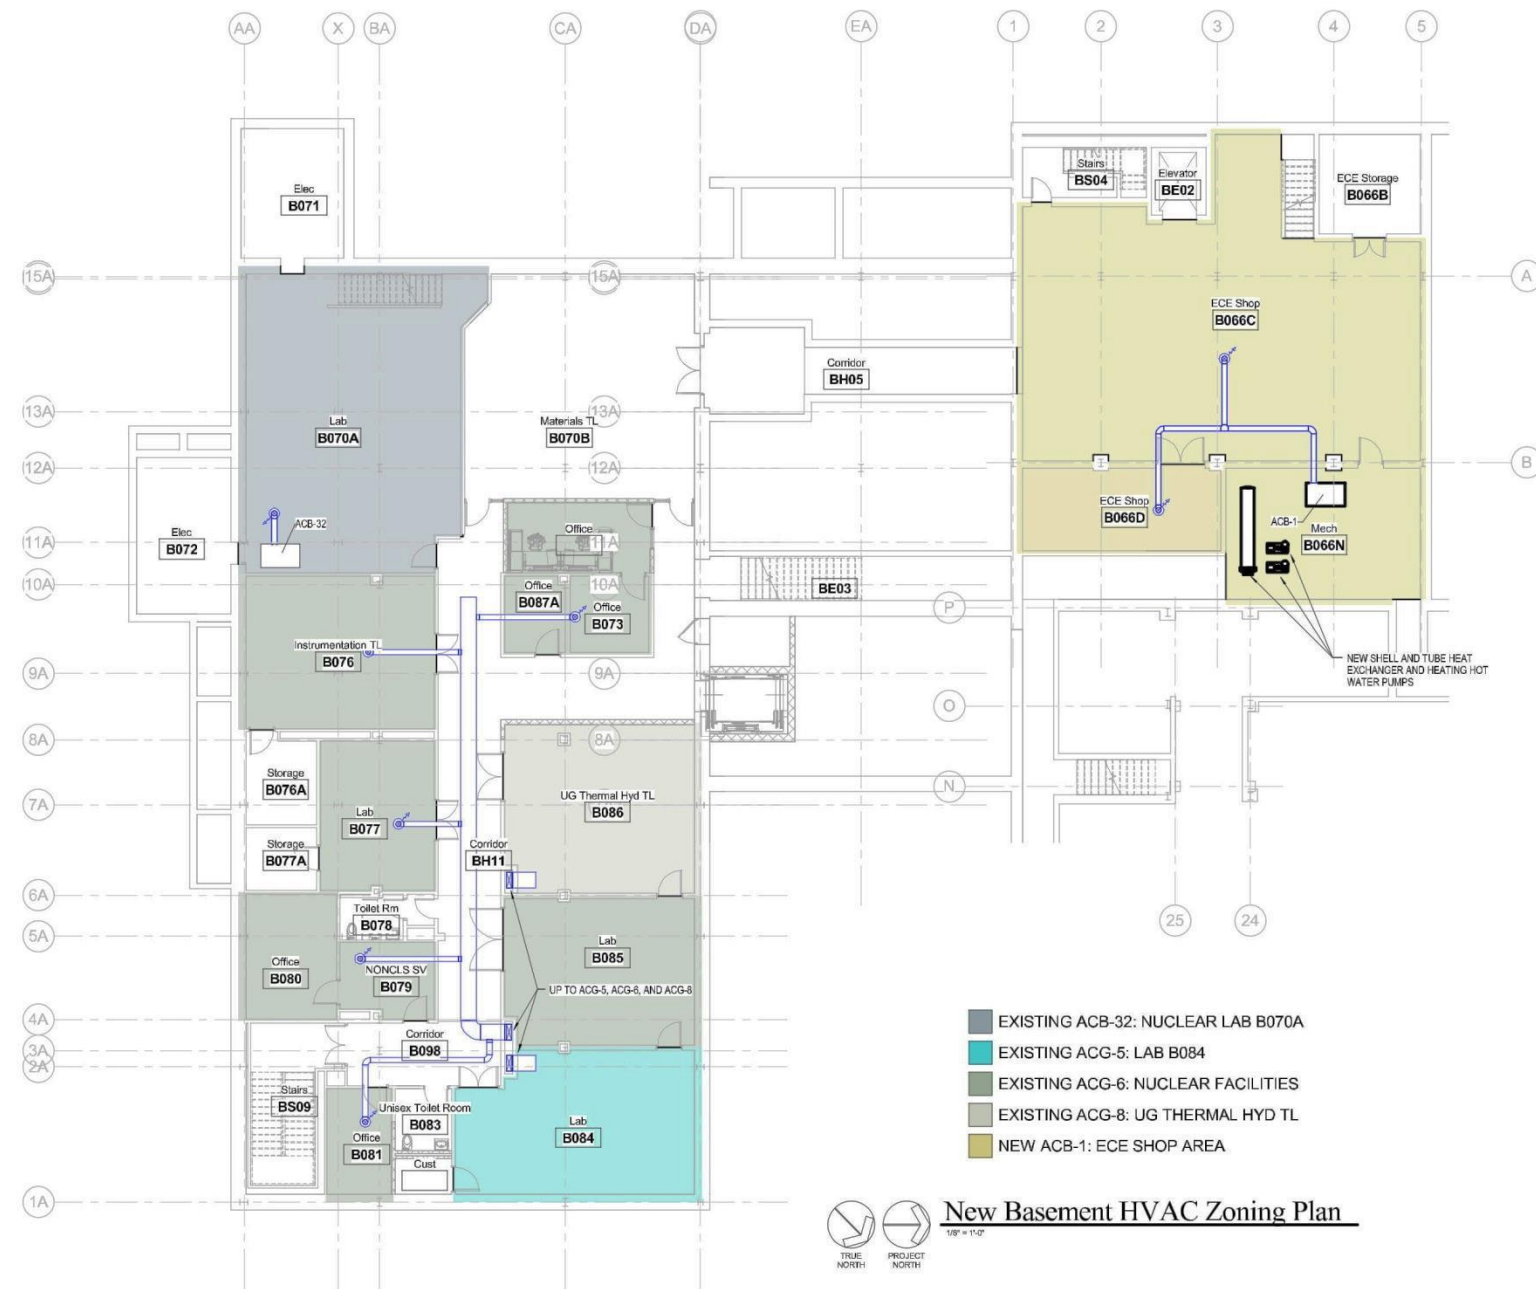 AA X BA CA DA EA 1 2 3 4 5
Elec
B071
Stairs
BS04
Elevator
BE02
ECE Storage
B066B
15A 15A A
ECE Shop
B066C
Corridor
BH05
13A 13A
Lab
B070A
Materials TL
B070B
12A 12A B
ECE Shop
B066D
ACB-32
Elec
B072
Office
ACB-1
Mech
B066N
11A 11A
10A 10A
Office
B087A
Office
B073
BE03
P
Instrumentation TL
B076
NEW SHELL AND TUBE HEAT
EXCHANGER AND HEATING HOT
WATER PUMPS
9A 9A
O
8A 8A
Storage
B076A
UG Thermal Hyd TL
B086
N
7A
Lab
B077
Storage
B077A
Corridor
BH11
6A
Toilet Rm
B078
25 24
5A
Lab
B085
Office
B080
NONCLS SV
B079
UP TO ACG-5, ACG-6, AND ACG-8
4A
Corridor
B098
3A
2A
Stairs
BS09
Unisex Toilet Room
B083
Lab
B084
Office
B081
Cust
1A
EXISTING ACB-32: NUCLEAR LAB B070A
EXISTING ACG-5: LAB B084
EXISTING ACG-6: NUCLEAR FACILITIES
EXISTING ACG-8: UG THERMAL HYD TL
NEW ACB-1: ECE SHOP AREA
New Basement HVAC Zoning Plan
1/8" = 1'-0"
TRUE
NORTH
PROJECT
NORTH